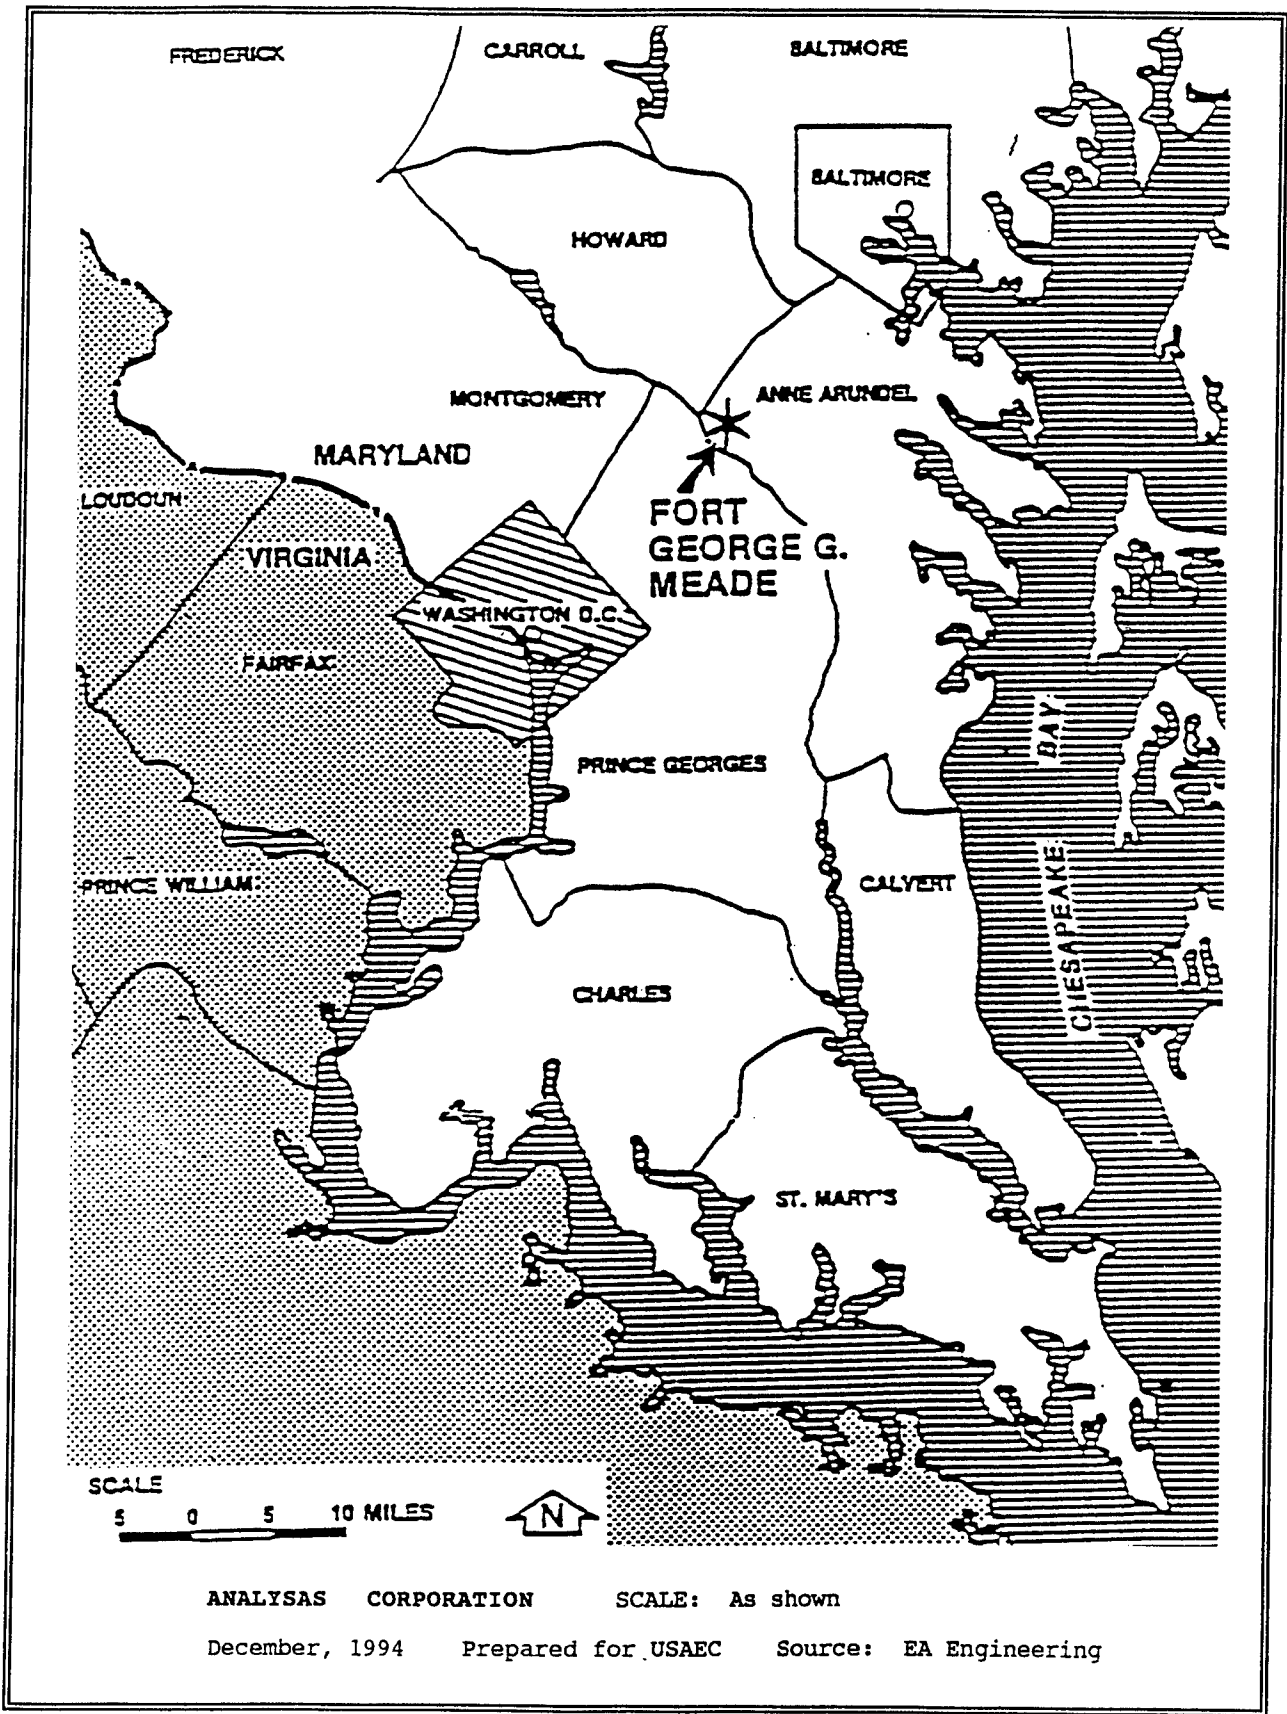 FREDERICK
CARROLL
BALTIMORE
BALTIMORE
HOWARD
MONTGOMERY
ANNE ARUNDEL
MARYLAND
LOUDOUN
FORT
GEORGE G.
MEADE
VIRGINIA
WASHINGTON D.C.
FAIRFAX
BAY
PRINCE GEORGES
PRINCE WILLIAM
CALVERT
CHESAPEAKE
CHARLES
ST. MARY'S
SCALE
5 0 5 10 MILES
N
ANALYSAS CORPORATION SCALE: As shown
December, 1994 Prepared for USAEC Source: EA Engineering